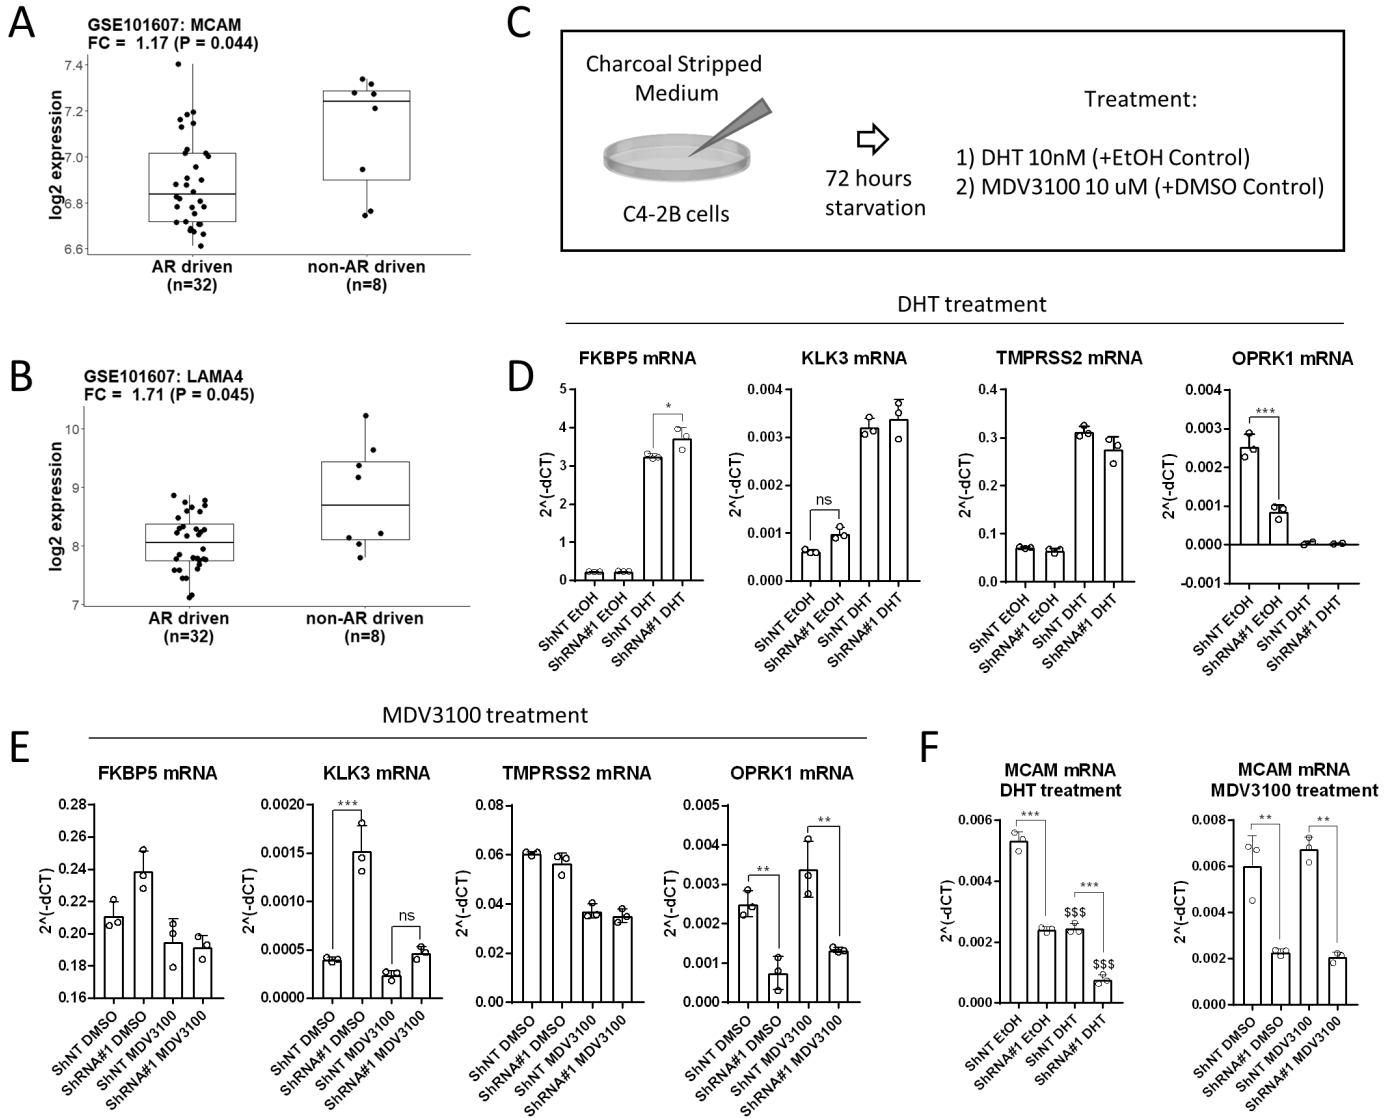 A
GSE101607: MCAM
FC = 1.17 (P = 0.044)
log2 expression
7.4
7.2
7.0
6.8
6.6
AR driven
(n=32)
non-AR driven
(n=8)
B
GSE101607: LAMA4
FC = 1.71 (P = 0.045)
log2 expression
10
9
8
7
AR driven
(n=32)
non-AR driven
(n=8)
C
Charcoal Stripped
Medium
C4-2B cells
72 hours
starvation
Treatment:
1) DHT 10nM (+EtOH Control)
2) MDV3100 10 uM (+DMSO Control)
DHT treatment
D
FKBP5 mRNA
2^(-dCT)
5
4
3
2
1
0
*
ShNT EtOH
ShRNA#1 EtOH
ShNT DHT
ShRNA#1 DHT
KLK3 mRNA
2^(-dCT)
0.004
0.003
0.002
0.001
0.000
ns
ShNT EtOH
ShRNA#1 EtOH
ShNT DHT
ShRNA#1 DHT
TMPRSS2 mRNA
2^(-dCT)
0.4
0.3
0.2
0.1
0.0
ShNT EtOH
ShRNA#1 EtOH
ShNT DHT
ShRNA#1 DHT
OPRK1 mRNA
2^(-dCT)
0.004
0.003
0.002
0.001
0.000
-0.001
***
ShNT EtOH
ShRNA#1 EtOH
ShNT DHT
ShRNA#1 DHT
MDV3100 treatment
E
FKBP5 mRNA
2^(-dCT)
0.28
0.26
0.24
0.22
0.20
0.18
0.16
ShNT DMSO
ShRNA#1 DMSO
ShNT MDV3100
ShRNA#1 MDV3100
KLK3 mRNA
2^(-dCT)
0.0020
0.0015
0.0010
0.0005
0.0000
***
ns
ShNT DMSO
ShRNA#1 DMSO
ShNT MDV3100
ShRNA#1 MDV3100
TMPRSS2 mRNA
2^(-dCT)
0.08
0.06
0.04
0.02
0.00
ShNT DMSO
ShRNA#1 DMSO
ShNT MDV3100
ShRNA#1 MDV3100
OPRK1 mRNA
2^(-dCT)
0.005
0.004
0.003
0.002
0.001
0.000
**
**
ShNT DMSO
ShRNA#1 DMSO
ShNT MDV3100
ShRNA#1 MDV3100
F
MCAM mRNA
DHT treatment
2^(-dCT)
0.006
0.004
0.002
0.000
***
***
$$$
$$$
ShNT EtOH
ShRNA#1 EtOH
ShNT DHT
ShRNA#1 DHT
MCAM mRNA
MDV3100 treatment
2^(-dCT)
0.008
0.006
0.004
0.002
0.000
**
**
ShNT DMSO
ShRNA#1 DMSO
ShNT MDV3100
ShRNA#1 MDV3100